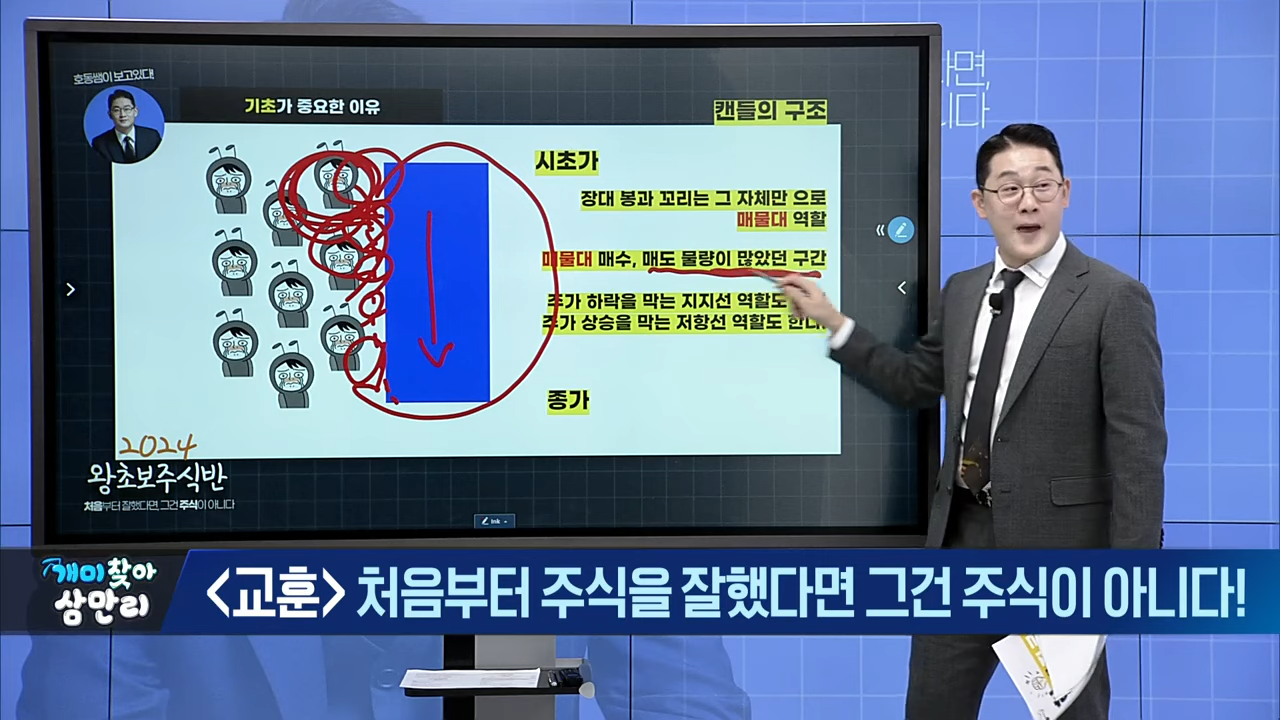 호동쌤이 보고있다!
기초가 중요한 이유
캔들의 구조
시초가
장대 봉과 꼬리는 그 자체만 으로
매물대 역할
매물대 매수, 매도 물량이 많았던 구간
주가 하락을 막는 지지선 역할도
주가 상승을 막는 저항선 역할도 한다.
종가
2024
왕초보주식반
처음부터 잘했다면, 그건 주식이 아니다
Ink
개미찾아
삼만리
<교훈> 처음부터 주식을 잘했다면 그건 주식이 아니다!